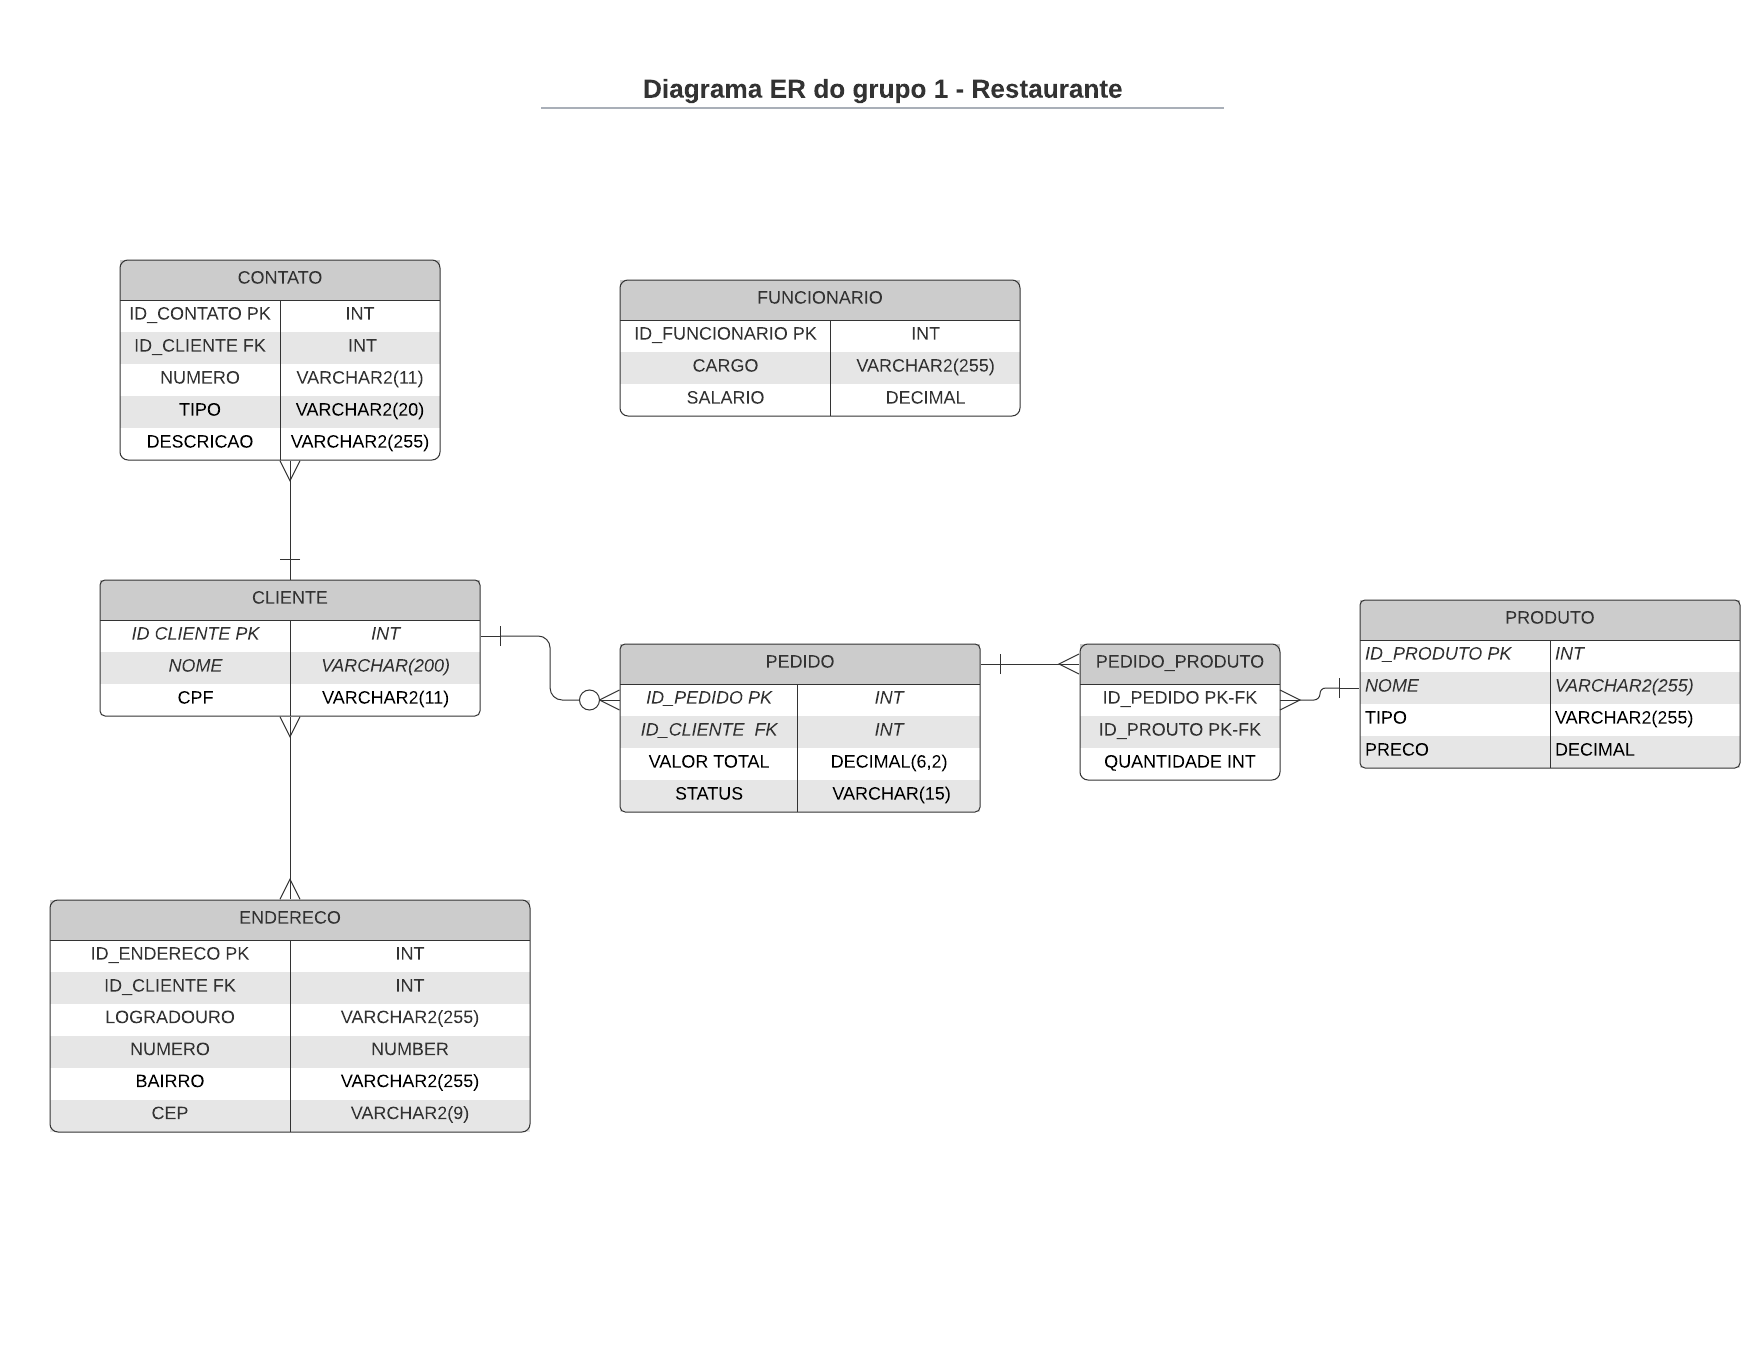 Diagrama ER do grupo 1 - Restaurante
CONTATO
ID_CONTATO PK INT
ID_CLIENTE FK INT
NUMERO VARCHAR2(11)
TIPO VARCHAR2(20)
DESCRICAO VARCHAR2(255)
FUNCIONARIO
ID_FUNCIONARIO PK INT
CARGO VARCHAR2(255)
SALARIO DECIMAL
CLIENTE
ID CLIENTE PK INT
NOME VARCHAR(200)
CPF VARCHAR2(11)
PEDIDO
ID_PEDIDO PK INT
ID_CLIENTE FK INT
VALOR TOTAL DECIMAL(6,2)
STATUS VARCHAR(15)
PEDIDO_PRODUTO
ID_PEDIDO PK-FK
ID_PROUTO PK-FK
QUANTIDADE INT
PRODUTO
ID_PRODUTO PK INT
NOME VARCHAR2(255)
TIPO VARCHAR2(255)
PRECO DECIMAL
ENDERECO
ID_ENDERECO PK INT
ID_CLIENTE FK INT
LOGRADOURO VARCHAR2(255)
NUMERO NUMBER
BAIRRO VARCHAR2(255)
CEP VARCHAR2(9)